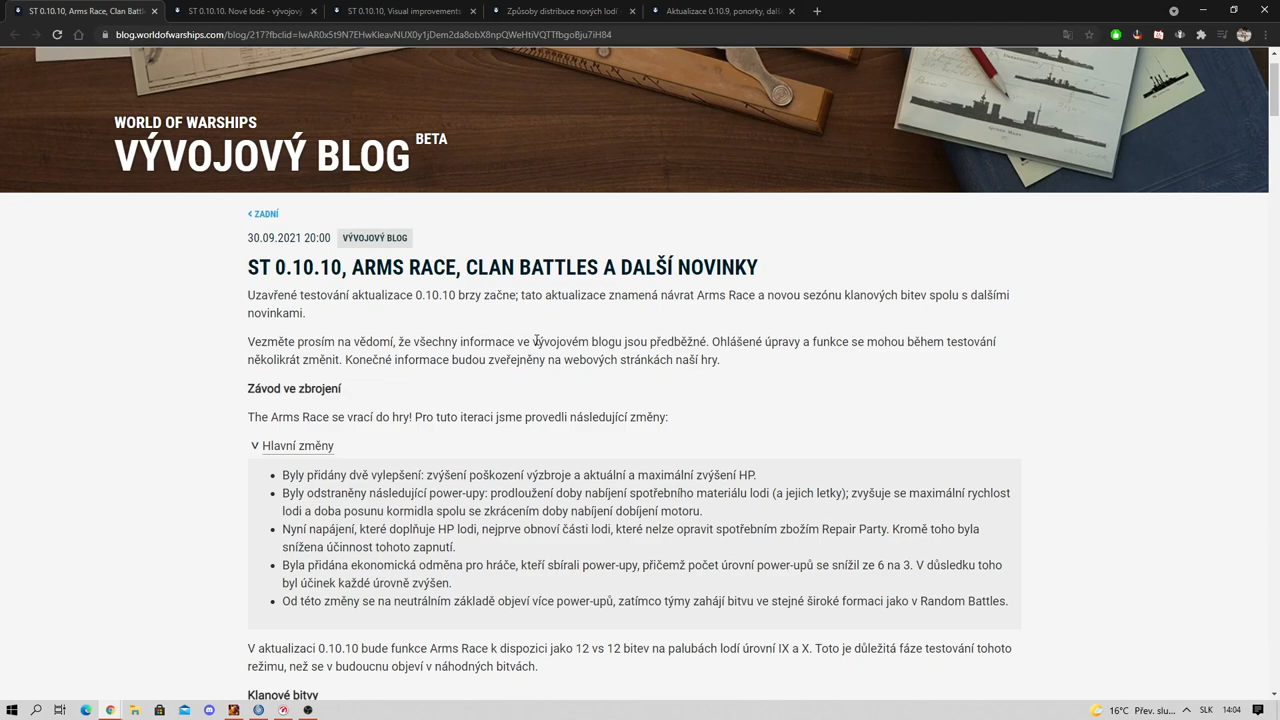 ST 0.10.10, Arms Race, Clan Batt
ST 0.10.10. Nové lodě - vývojový
ST 0.10.10, Visual improvements
Způsoby distribuce nových lodí -
Aktualizace 0.10.9, ponorky, dalš
blog.worldofwarships.com/blog/217?fbclid=IwAR0x5t9N7EHwKleavNUX0y1jDem2da8obX8npQWeHtiVQTTfbgoBju7iH84
QUEEN MARY
WORLD OF WARSHIPS
VÝVOJOVÝ BLOG BETA
< ZADNÍ
30.09.2021 20:00 VÝVOJOVÝ BLOG
ST 0.10.10, ARMS RACE, CLAN BATTLES A DALŠÍ NOVINKY
Uzavřené testování aktualizace 0.10.10 brzy začne; tato aktualizace znamená návrat Arms Race a novou sezónu klanových bitev spolu s dalšími
novinkami.
Vezměte prosím na vědomí, že všechny informace ve vývojovém blogu jsou předběžné. Ohlášené úpravy a funkce se mohou během testování
několikrát změnit. Konečné informace budou zveřejněny na webových stránkách naší hry.
Závod ve zbrojení
The Arms Race se vrací do hry! Pro tuto iteraci jsme provedli následující změny:
Hlavní změny
• Byly přidány dvě vylepšení: zvýšení poškození výzbroje a aktuální a maximální zvýšení HP.
• Byly odstraněny následující power-upy: prodloužení doby nabíjení spotřebního materiálu lodi (a jejich letky); zvyšuje se maximální rychlost
lodi a doba posunu kormidla spolu se zkrácením doby nabíjení dobíjení motoru.
• Nyní napájení, které doplňuje HP lodi, nejprve obnoví části lodi, které nelze opravit spotřebním zbožím Repair Party. Kromě toho byla
snížena účinnost tohoto zapnutí.
• Byla přidána ekonomická odměna pro hráče, kteří sbírali power-upy, přičemž počet úrovní power-upů se snížil ze 6 na 3. V důsledku toho
byl účinek každé úrovně zvýšen.
• Od této změny se na neutrálním základě objeví více power-upů, zatímco týmy zahájí bitvu ve stejné široké formaci jako v Random Battles.
V aktualizaci 0.10.10 bude funkce Arms Race k dispozici jako 12 vs 12 bitev na palubách lodí úrovní IX a X. Toto je důležitá fáze testování tohoto
režimu, než se v budoucnu objeví v náhodných bitvách.
Klanové bitvy
16°C Přev. slu... SLK 14:04